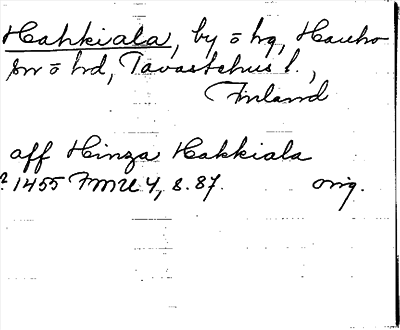 Hahkiala, by o hg, Hauho
sn o hd, Tavastehus l.,
Finland
aff Hinza Hakkiala
? 1455 FMU 4, s. 87. orig.